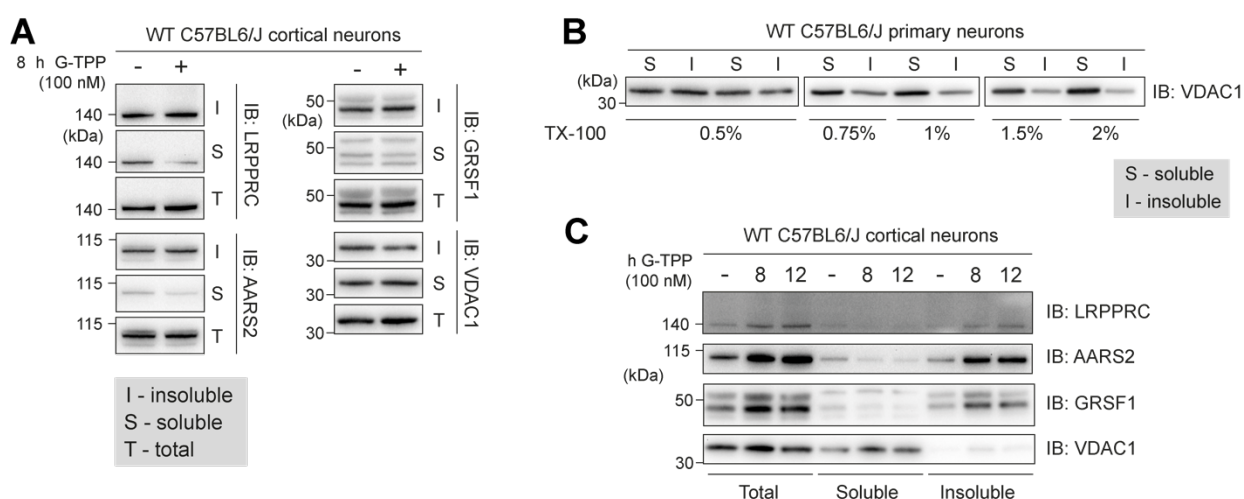 A
WT C57BL6/J cortical neurons
8 h G-TPP
(100 nM)
- +
- +
140
(kDa)
140
140
I
S
T
IB: LRPPRC
115
115
115
I
S
T
IB: AARS2
50
(kDa)
50
50
I
S
T
IB: GRSF1
30
30
30
I
S
T
IB: VDAC1
I - insoluble
S - soluble
T - total
B
WT C57BL6/J primary neurons
S I S I S I S I S I S I
(kDa)
30
IB: VDAC1
TX-100 0.5% 0.75% 1% 1.5% 2%
S - soluble
I - insoluble
C
WT C57BL6/J cortical neurons
h G-TPP
(100 nM)
- 8 12 - 8 12 - 8 12
140
IB: LRPPRC
115
(kDa)
IB: AARS2
50
IB: GRSF1
30
IB: VDAC1
Total Soluble Insoluble